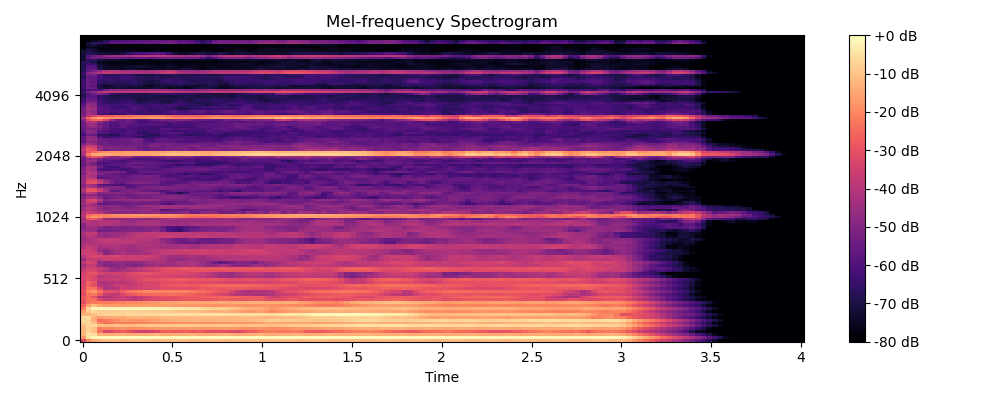 Mel-frequency Spectrogram
Hz
4096
2048
1024
512
0
0
0.5
1
1.5
2
2.5
3
3.5
4
Time
+0 dB
-10 dB
-20 dB
-30 dB
-40 dB
-50 dB
-60 dB
-70 dB
-80 dB